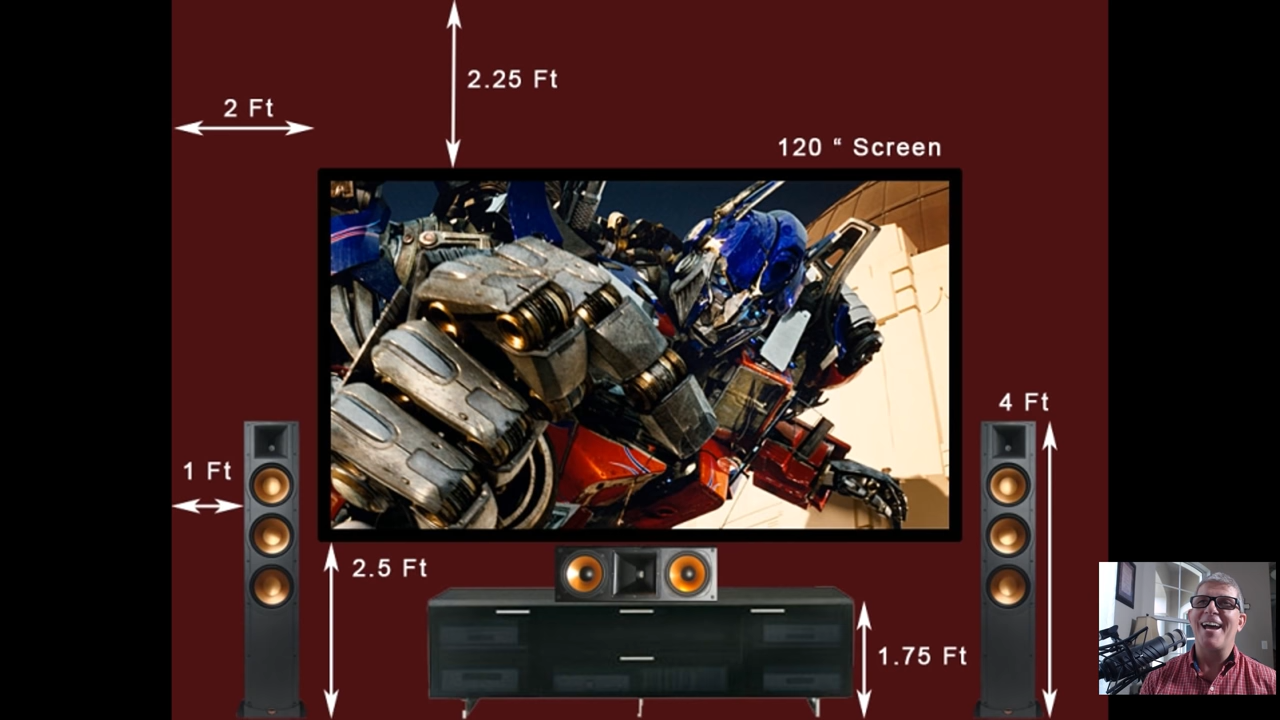 2.25 Ft
2 Ft
120 “ Screen
4 Ft
1 Ft
2.5 Ft
1.75 Ft